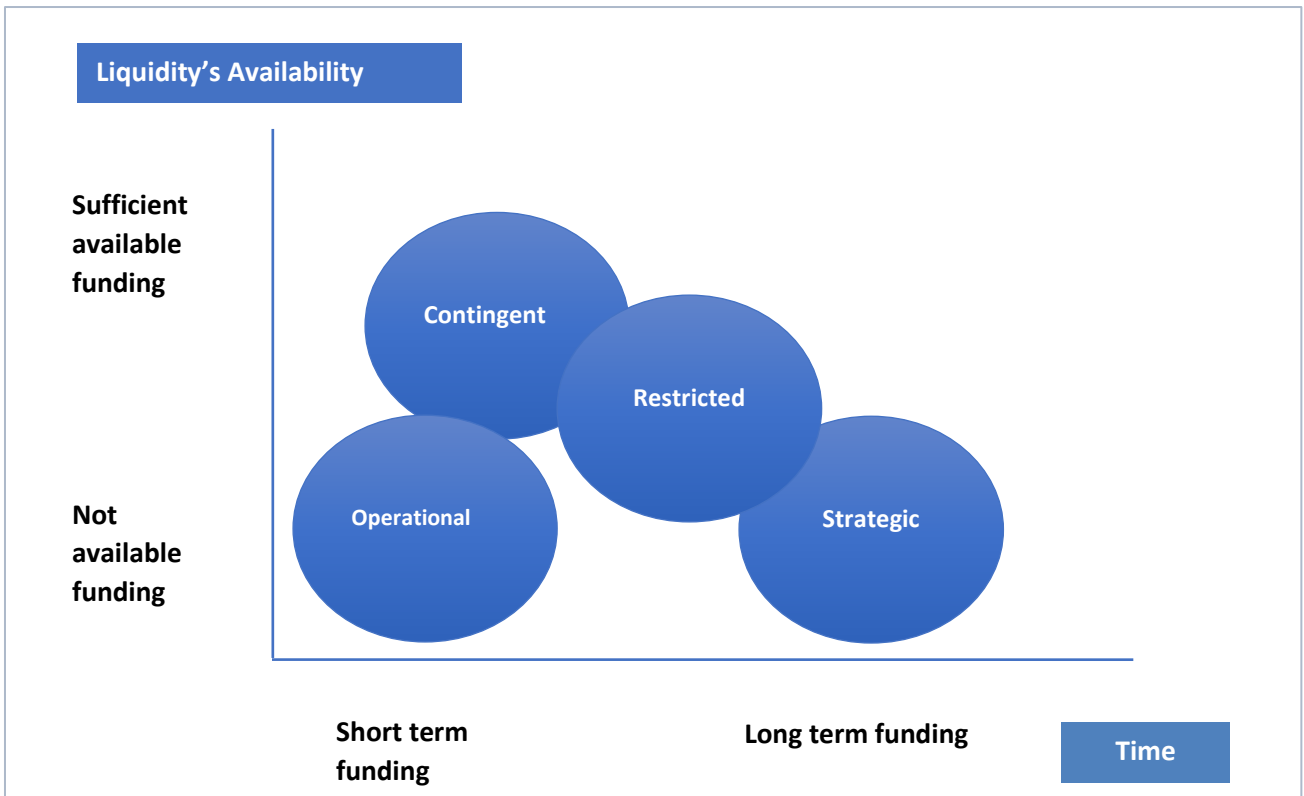 Liquidity’s Availability
Sufficient
available
funding
Contingent
Restricted
Operational
Strategic
Not
available
funding
Short term
funding
Long term funding
Time